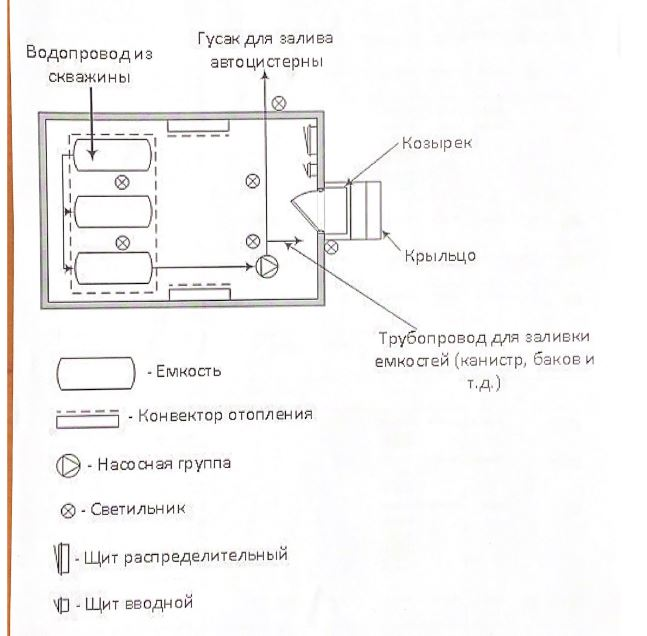 Гусак для залива
автоцистерны
Водопровод из
скважины
Козырек
Крыльцо
Трубопровод для заливки
емкостей (канистр, баков и
т.д.)
- Емкость
- Конвектор отопления
- Насосная группа
- Светильник
- Щит распределительный
- Щит вводной